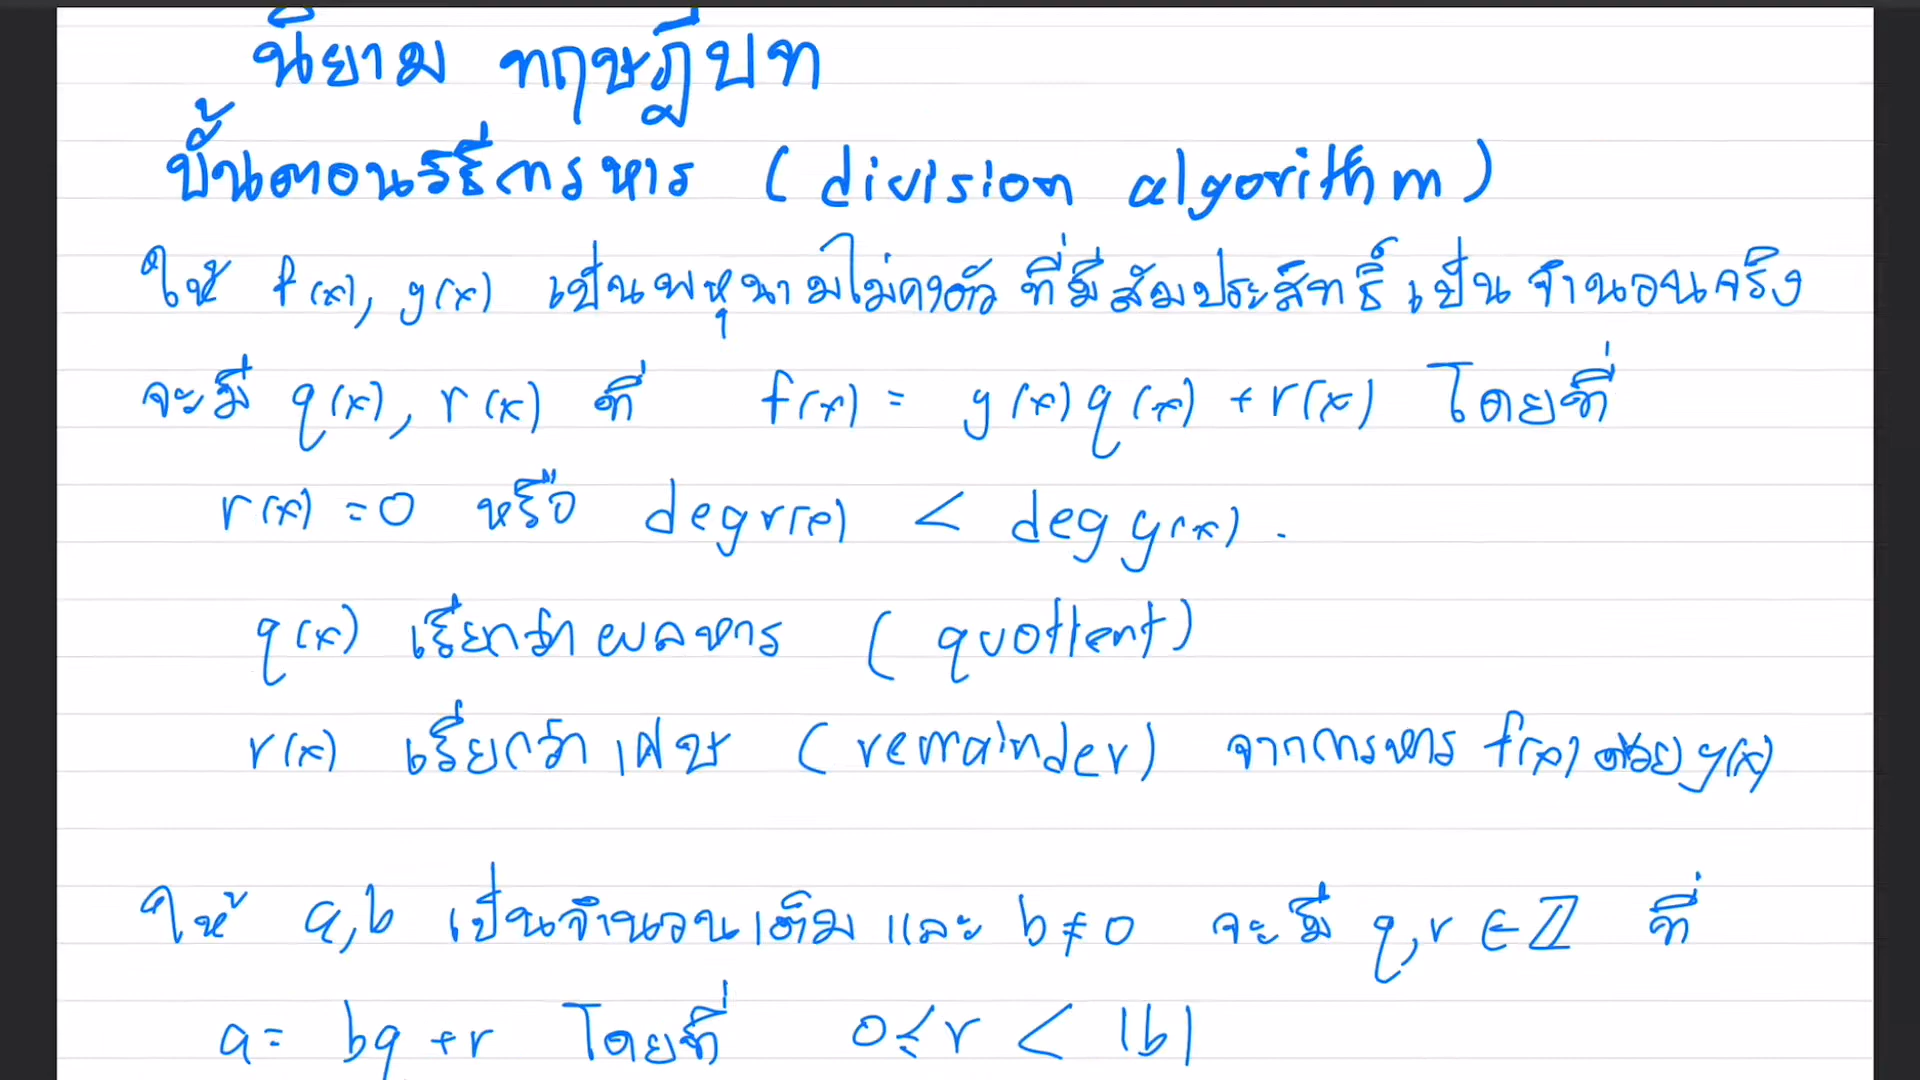 นิยาม ทฤษฎีบท
ขั้นตอนวิธีการหาร (division algorithm)
ให้ f(x), g(x) เป็นพหุนามไม่คงตัว ที่มีสัมประสิทธิ์เป็นจำนวนจริง
จะมี q(x), r(x) ที่ f(x) = g(x)q(x) + r(x) โดยที่
r(x) = 0 หรือ deg r(x) < deg g(x).
q(x) เรียกว่า ผลหาร (quotient)
r(x) เรียกว่า เศษ (remainder) จากการหาร f(x) ด้วย g(x)
ให้ a,b เป็นจำนวนเต็ม และ b ≠ 0 จะมี q,r ∈ ℤ ที่
a = bq + r โดยที่ 0 ≤ r < |b|